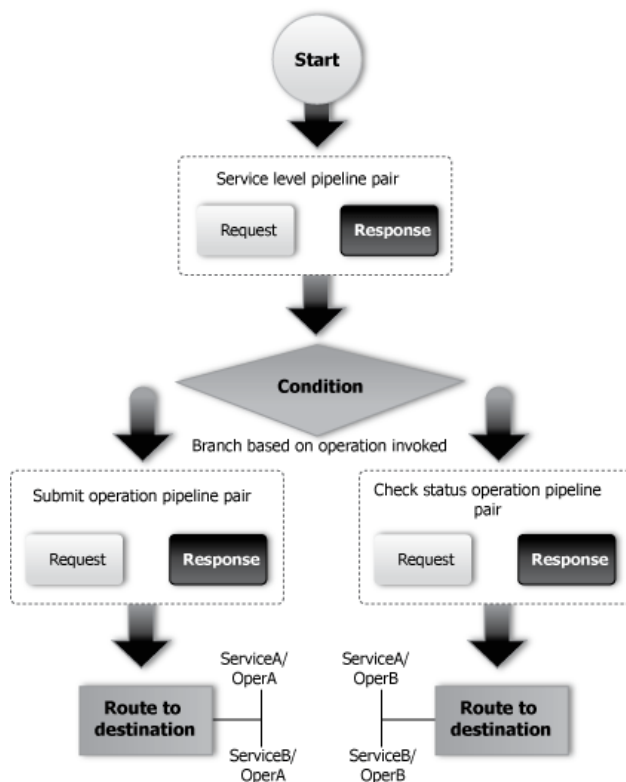 Start
Service level pipeline pair
Request
Response
Condition
Branch based on operation invoked
Submit operation pipeline pair
Request
Response
Check status operation pipeline
pair
Request
Response
Route to
destination
ServiceA/
OperA
ServiceB/
OperA
ServiceA/
OperB
ServiceB/
OperB
Route to
destination